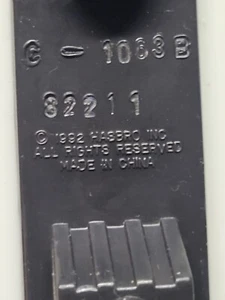 G - 1083 B
82211
© 1992 HASBRO INC
ALL RIGHTS RESERVED
MADE IN CHINA